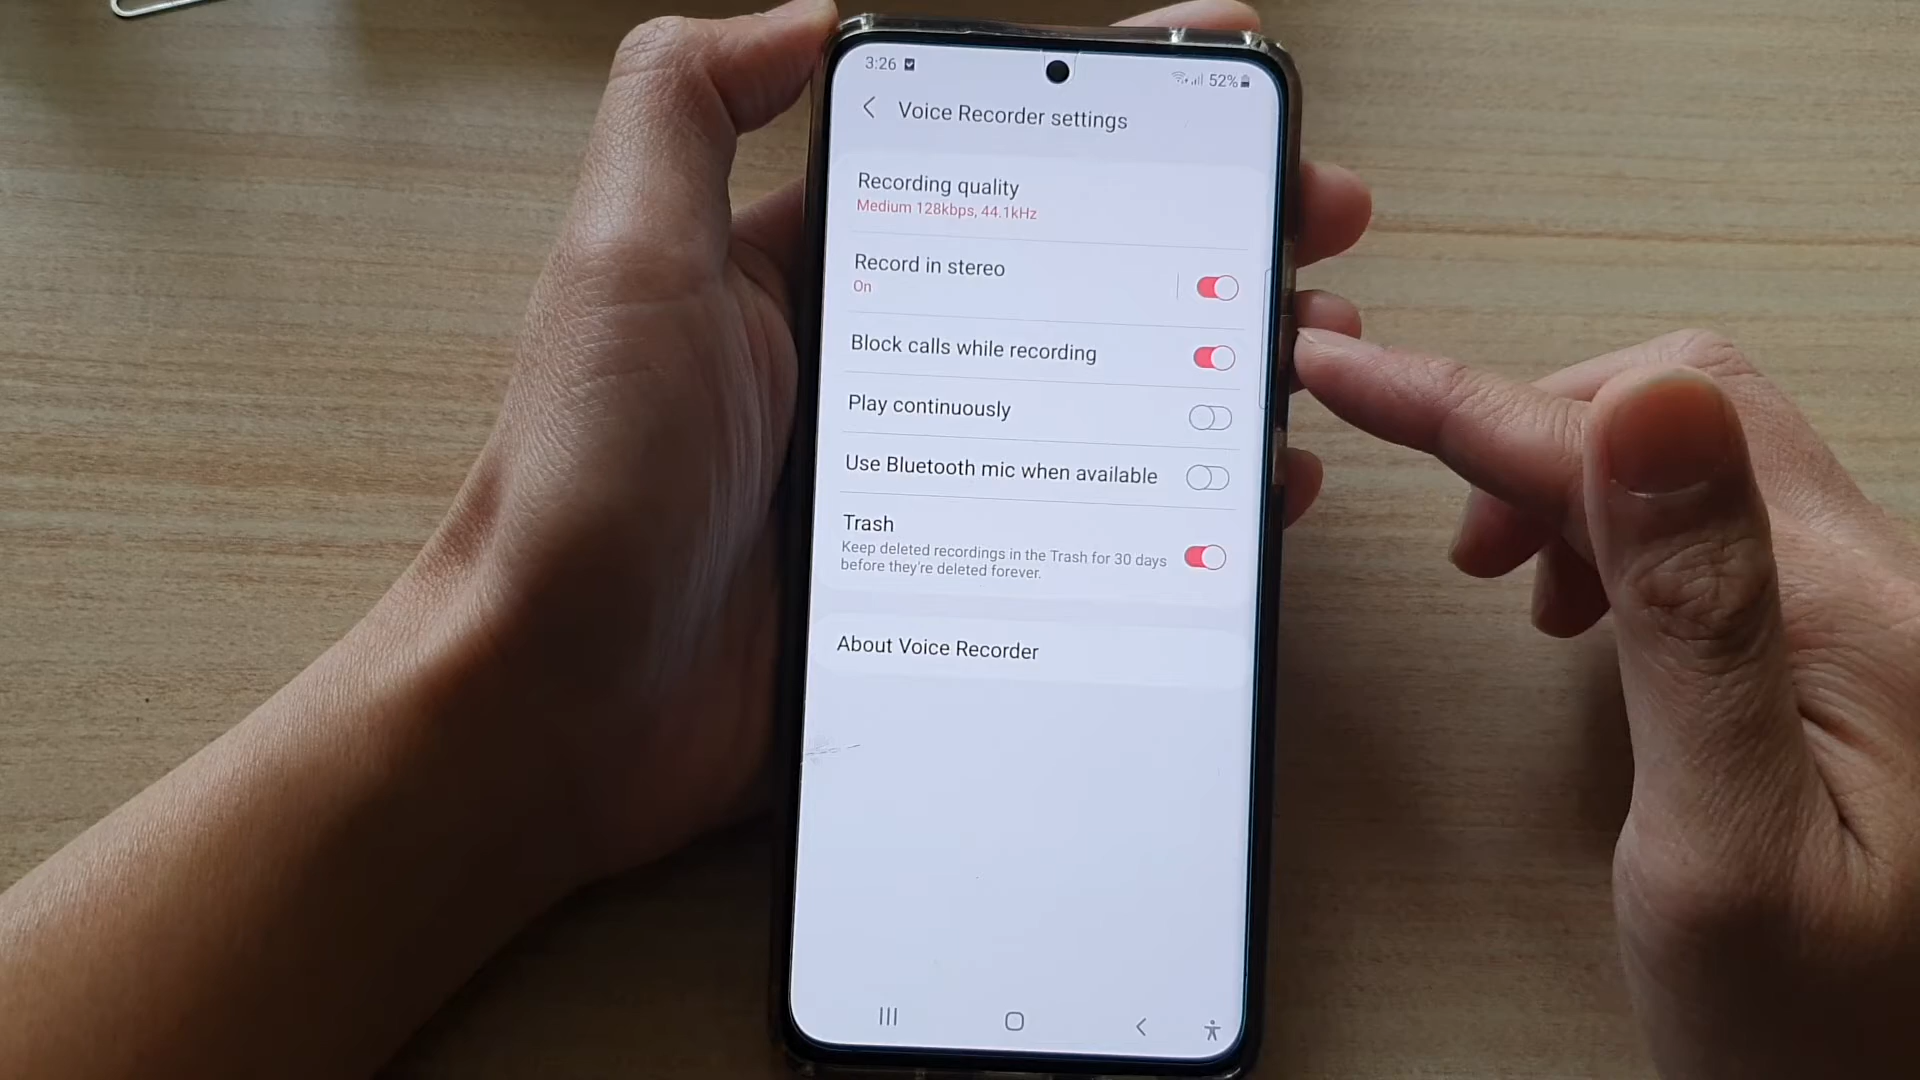 3:26
52%
Voice Recorder settings
Recording quality
Medium 128kbps, 44.1kHz
Record in stereo
On
Block calls while recording
Play continuously
Use Bluetooth mic when available
Trash
Keep deleted recordings in the Trash for 30 days
before they're deleted forever.
About Voice Recorder